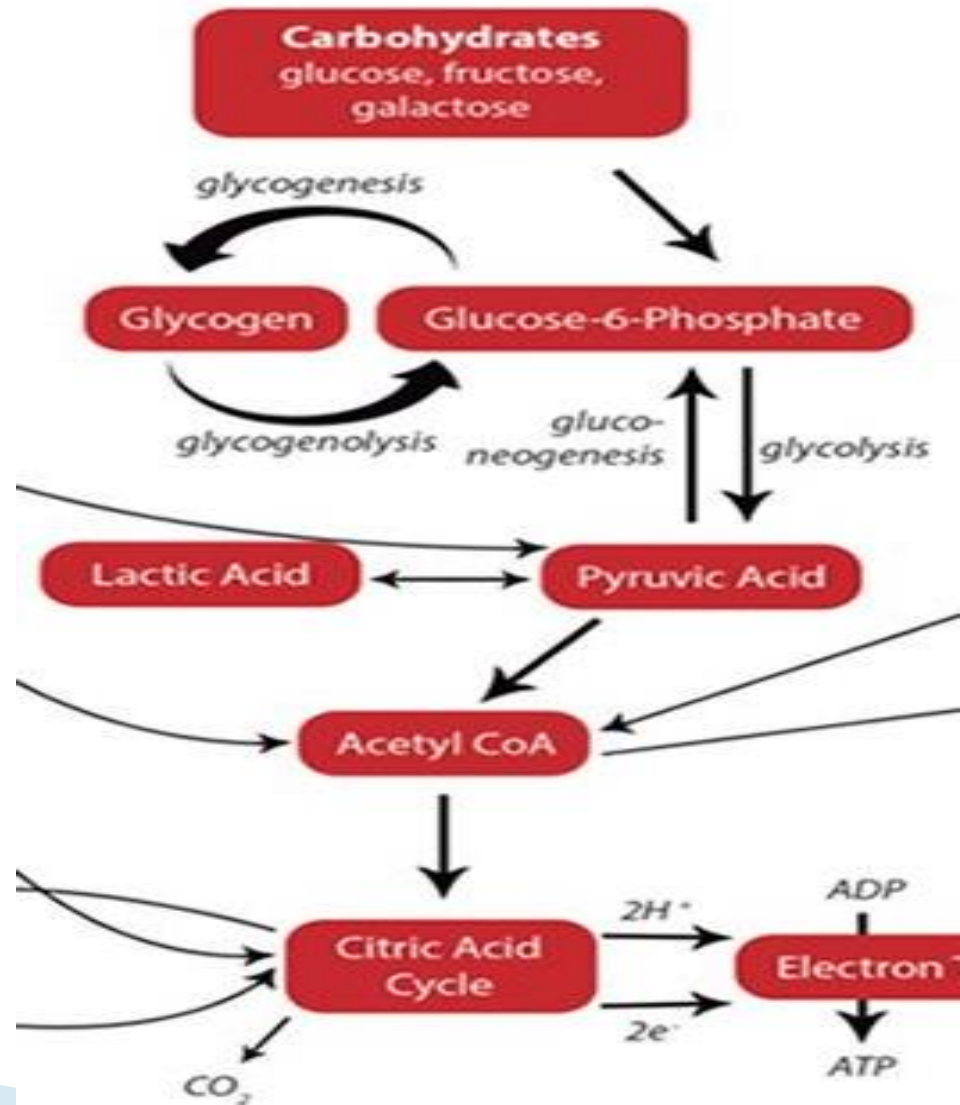 Carbohydrates
glucose, fructose,
galactose
glycogenesis
Glycogen
Glucose-6-Phosphate
glycogenolysis
gluco-
neogenesis
glycolysis
Lactic Acid
Pyruvic Acid
Acetyl CoA
Citric Acid
Cycle
2H⁺
2e⁻
ADP
Electron T
ATP
CO₂